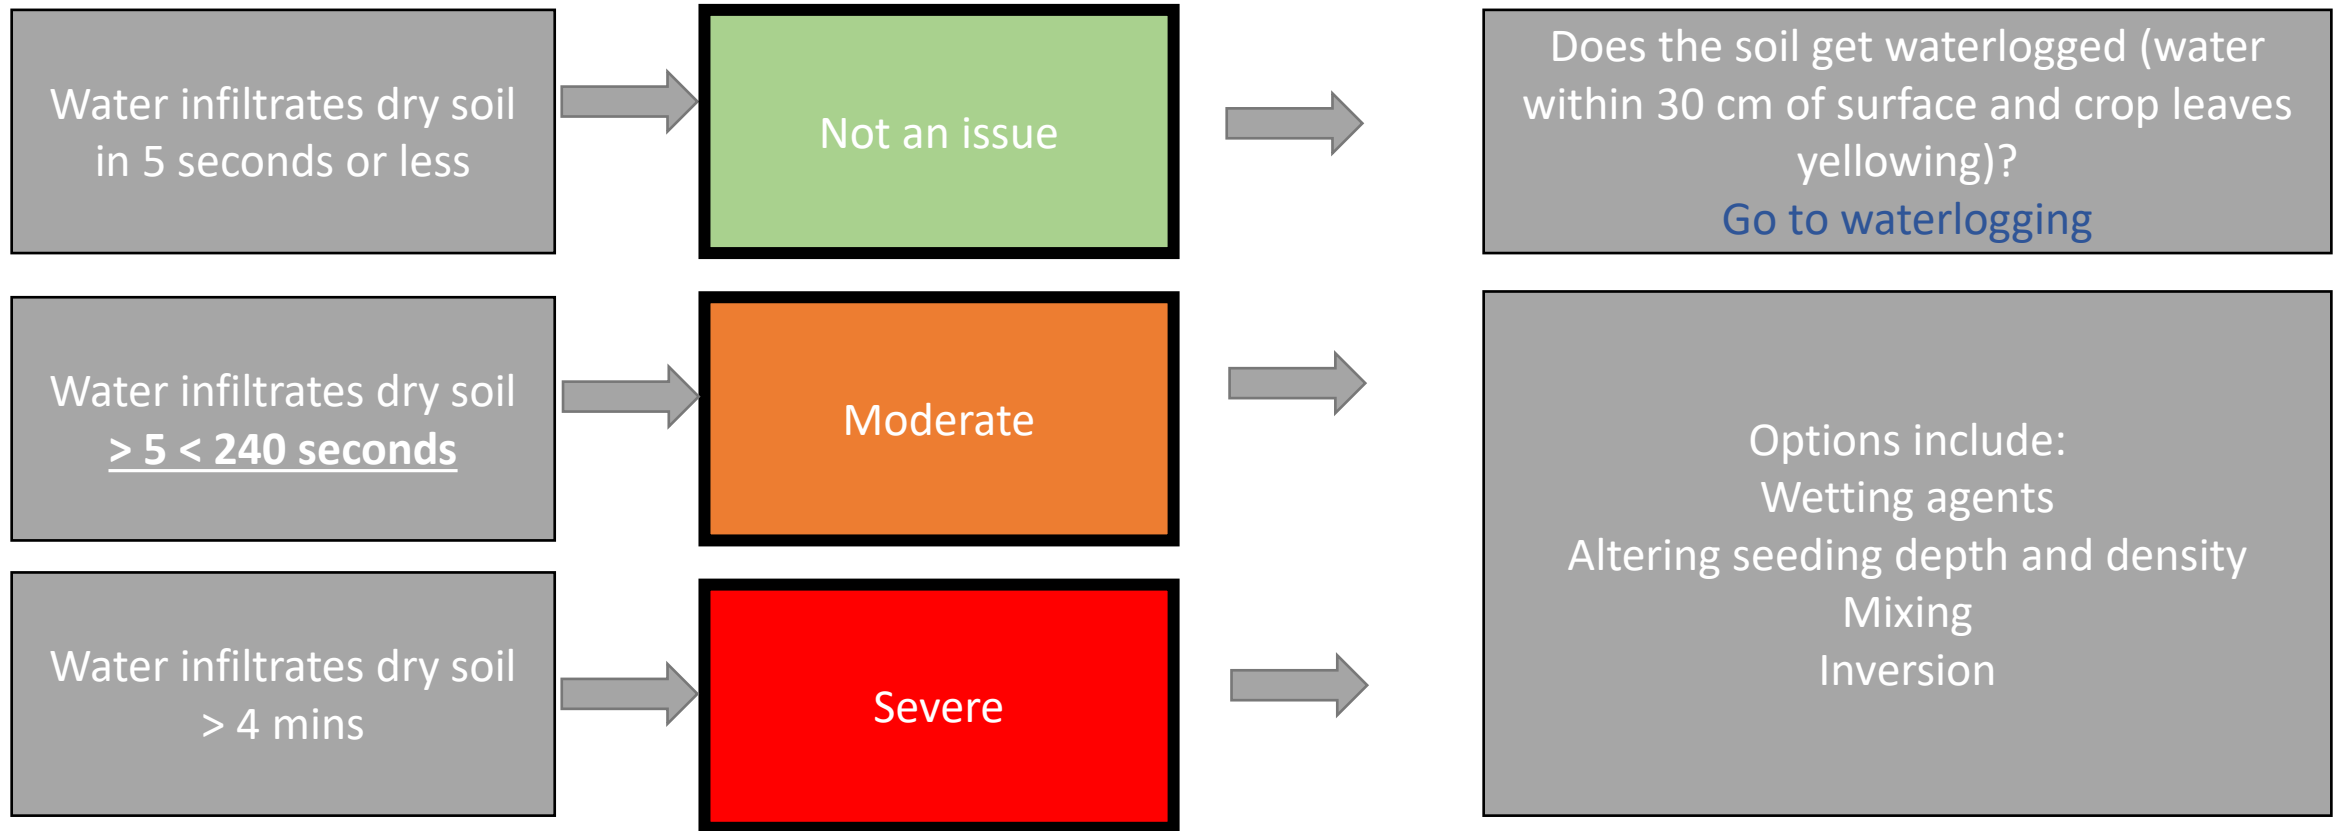 Water infiltrates dry soil
in 5 seconds or less
Not an issue
Does the soil get waterlogged (water
within 30 cm of surface and crop leaves
yellowing)?
Go to waterlogging
Water infiltrates dry soil
> 5 < 240 seconds
Moderate
Options include:
Wetting agents
Altering seeding depth and density
Mixing
Inversion
Water infiltrates dry soil
> 4 mins
Severe